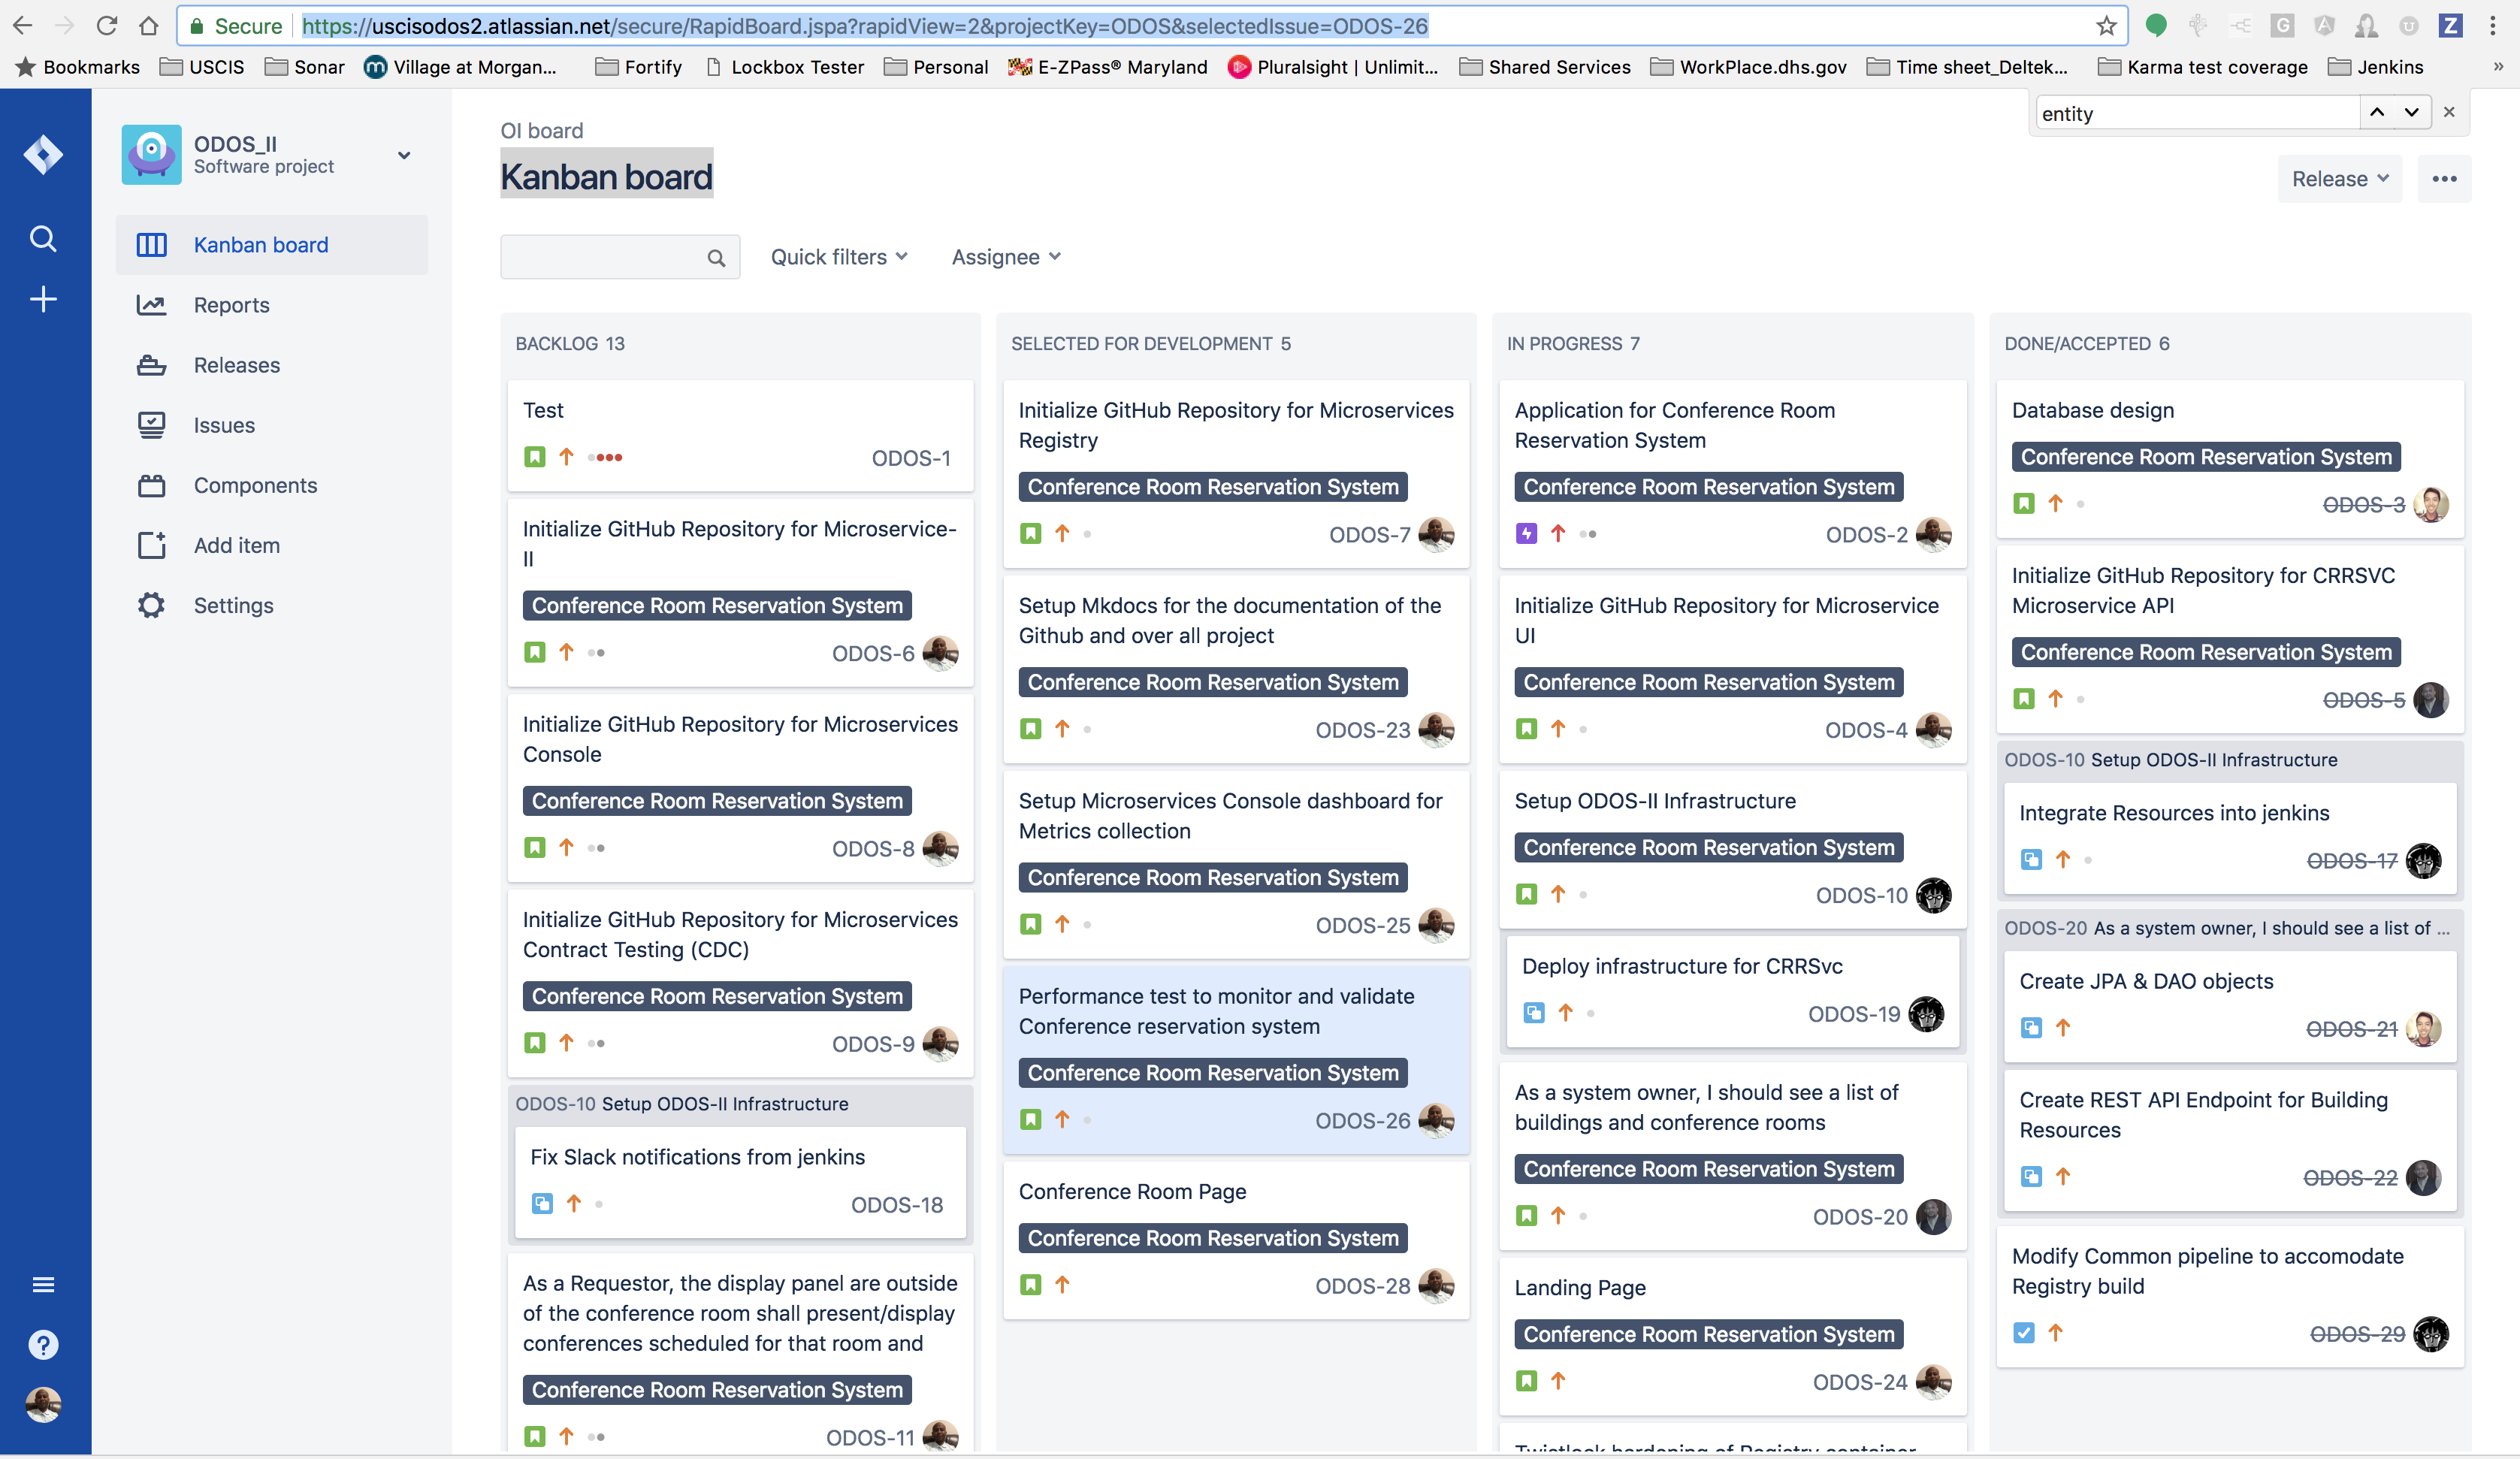 Secure https://uscisodos2.atlassian.net/secure/RapidBoard.jspa?rapidView=2&projectKey=ODOS&selectedIssue=ODOS-26
Bookmarks USCIS Sonar Village at Morgan... Fortify Lockbox Tester Personal E-ZPass® Maryland Pluralsight | Unlimit... Shared Services WorkPlace.dhs.gov Time sheet_Deltek... Karma test coverage Jenkins »
entity
ODOS_II
Software project
Kanban board
Reports
Releases
Issues
Components
Add item
Settings
OI board
Kanban board
Release
Quick filters Assignee
BACKLOG 13
Test
ODOS-1
Initialize GitHub Repository for Microservice-
II
Conference Room Reservation System
ODOS-6
Initialize GitHub Repository for Microservices
Console
Conference Room Reservation System
ODOS-8
Initialize GitHub Repository for Microservices
Contract Testing (CDC)
Conference Room Reservation System
ODOS-9
ODOS-10 Setup ODOS-II Infrastructure
Fix Slack notifications from jenkins
ODOS-18
As a Requestor, the display panel are outside
of the conference room shall present/display
conferences scheduled for that room and
Conference Room Reservation System
ODOS-11
SELECTED FOR DEVELOPMENT 5
Initialize GitHub Repository for Microservices
Registry
Conference Room Reservation System
ODOS-7
Setup Mkdocs for the documentation of the
Github and over all project
Conference Room Reservation System
ODOS-23
Setup Microservices Console dashboard for
Metrics collection
Conference Room Reservation System
ODOS-25
Performance test to monitor and validate
Conference reservation system
Conference Room Reservation System
ODOS-26
Conference Room Page
Conference Room Reservation System
ODOS-28
IN PROGRESS 7
Application for Conference Room
Reservation System
Conference Room Reservation System
ODOS-2
Initialize GitHub Repository for Microservice
UI
Conference Room Reservation System
ODOS-4
Setup ODOS-II Infrastructure
Conference Room Reservation System
ODOS-10
Deploy infrastructure for CRRSvc
ODOS-19
As a system owner, I should see a list of
buildings and conference rooms
Conference Room Reservation System
ODOS-20
Landing Page
Conference Room Reservation System
ODOS-24
Twistlock hardening of Registry container
DONE/ACCEPTED 6
Database design
Conference Room Reservation System
ODOS-3
Initialize GitHub Repository for CRRSVC
Microservice API
Conference Room Reservation System
ODOS-5
ODOS-10 Setup ODOS-II Infrastructure
Integrate Resources into jenkins
ODOS-17
ODOS-20 As a system owner, I should see a list of ...
Create JPA & DAO objects
ODOS-21
Create REST API Endpoint for Building
Resources
ODOS-22
Modify Common pipeline to accomodate
Registry build
ODOS-29